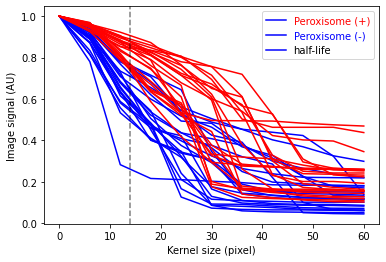 Peroxisome (+)
Peroxisome (-)
half-life
Image signal (AU)
1.0
0.8
0.6
0.4
0.2
0.0
0 10 20 30 40 50 60
Kernel size (pixel)